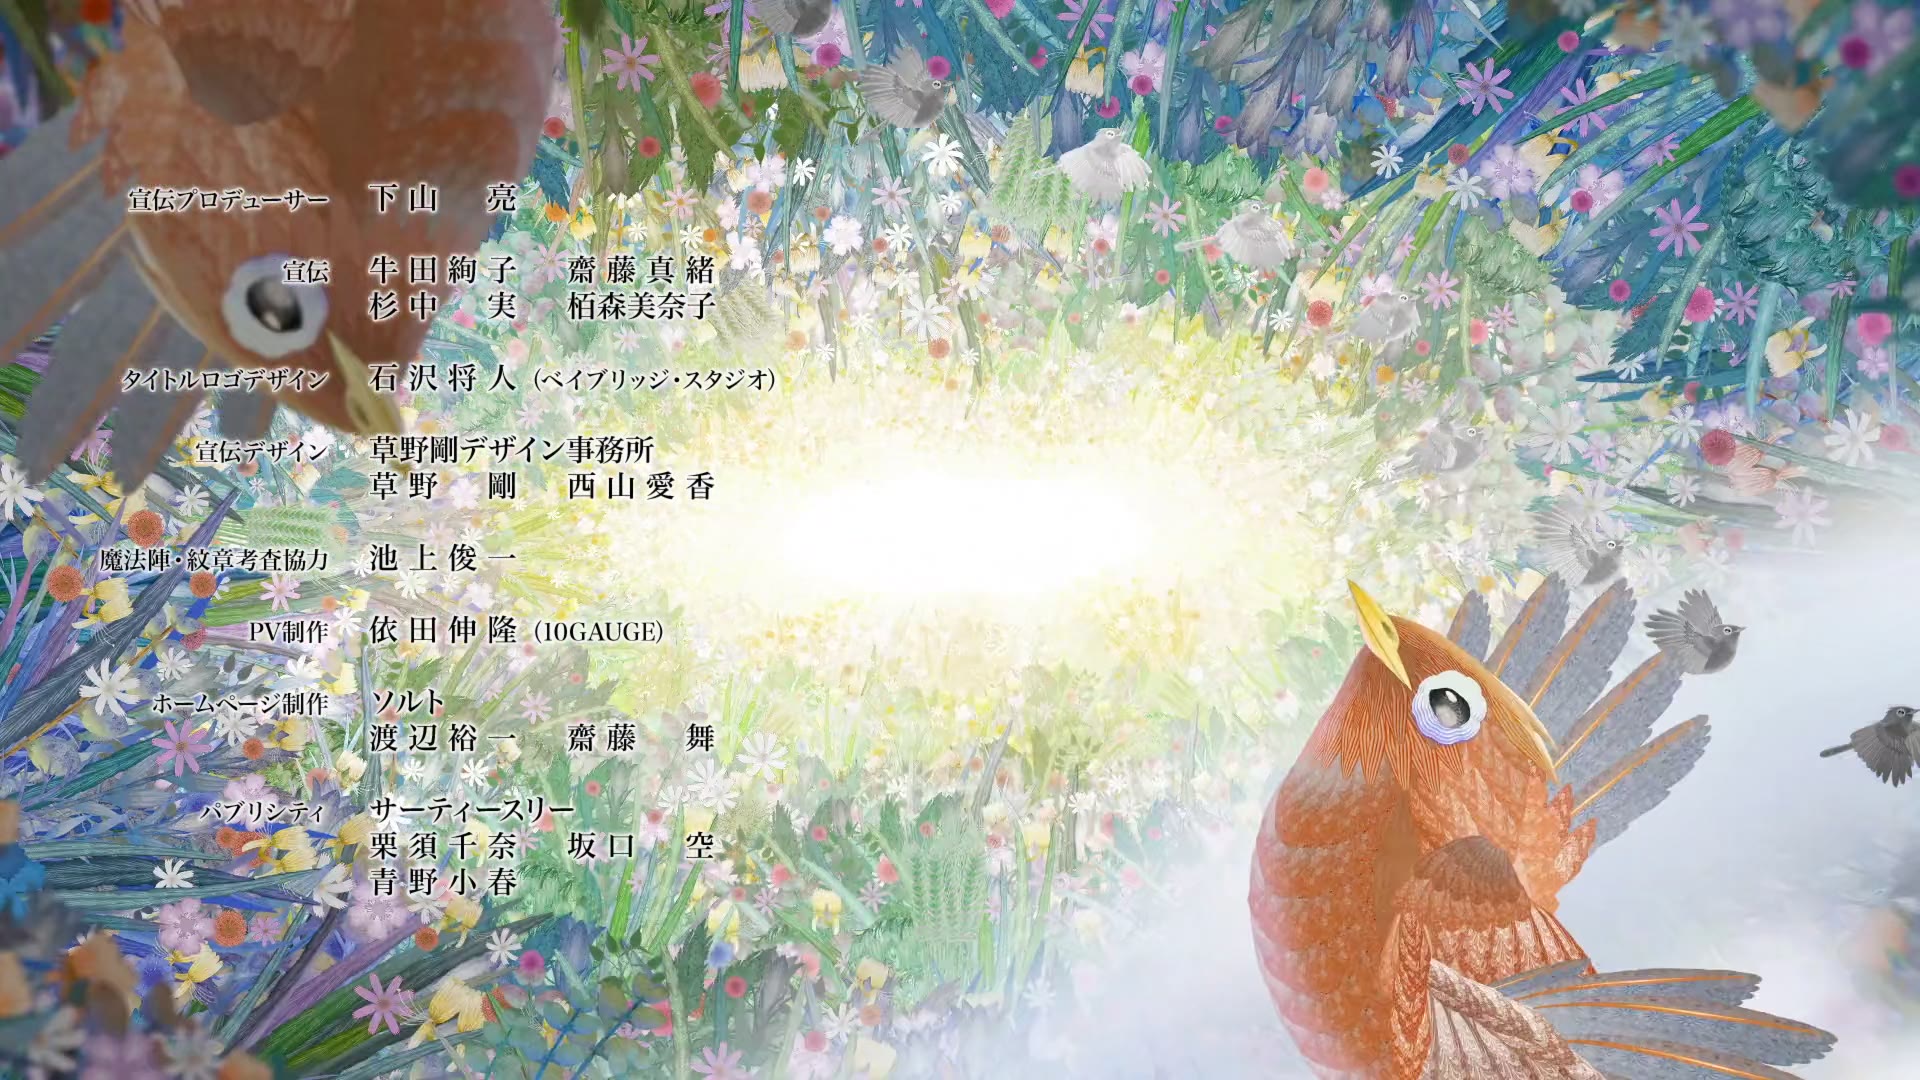 宣伝プロデューサー 下山 亮
宣伝 牛田絢子 齋藤真緒
杉中 実 栢森美奈子
タイトルロゴデザイン 石沢将人（ベイブリッジ・スタジオ）
宣伝デザイン 草野剛デザイン事務所
草野 剛 西山愛香
魔法陣・紋章考査協力 池上俊一
PV制作 依田伸隆（10GAUGE）
ホームページ制作 ソルト
渡辺裕一 齋藤 舞
パブリシティ サーティースリー
栗須千奈 坂口 空
青野小春